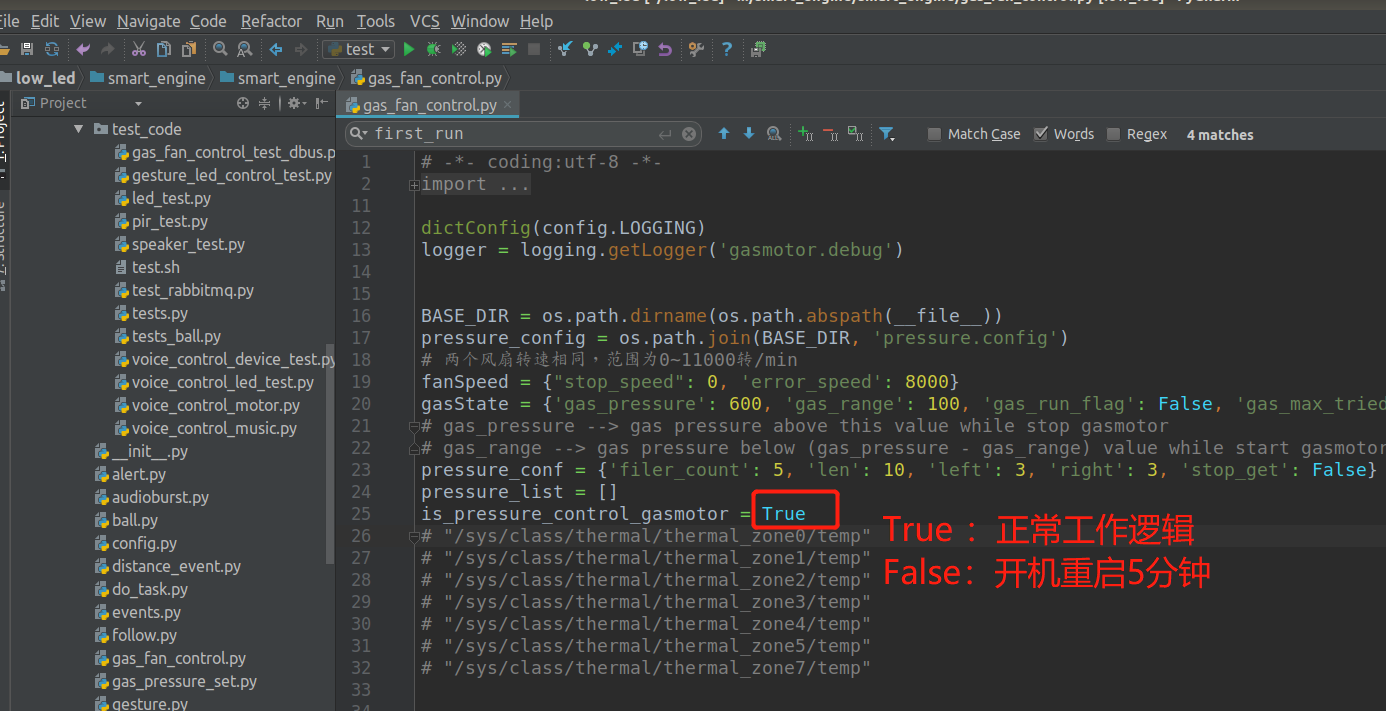 File Edit View Navigate Code Refactor Run Tools VCS Window Help
test
low_led smart_engine smart_engine gas_fan_control.py
Project
gas_fan_control.py
test_code
gas_fan_control_test_dbus.p
gesture_led_control_test.py
led_test.py
pir_test.py
speaker_test.py
test.sh
test_rabbitmq.py
tests.py
tests_ball.py
voice_control_device_test.py
voice_control_led_test.py
voice_control_motor.py
voice_control_music.py
__init__.py
alert.py
audioburst.py
ball.py
config.py
distance_event.py
do_task.py
events.py
follow.py
gas_fan_control.py
gas_pressure_set.py
gesture.py
first_run
Match Case Words Regex 4 matches
1 # -*- coding:utf-8 -*-
2 import ...
11
12 dictConfig(config.LOGGING)
13 logger = logging.getLogger('gasmotor.debug')
14
15
16 BASE_DIR = os.path.dirname(os.path.abspath(__file__))
17 pressure_config = os.path.join(BASE_DIR, 'pressure.config')
18 # 两个风扇转速相同，范围为0~11000转/min
19 fanSpeed = {"stop_speed": 0, 'error_speed': 8000}
20 gasState = {'gas_pressure': 600, 'gas_range': 100, 'gas_run_flag': False, 'gas_max_tried
21 # gas_pressure --> gas pressure above this value while stop gasmotor
22 # gas_range --> gas pressure below (gas_pressure - gas_range) value while start gasmotor
23 pressure_conf = {'filer_count': 5, 'len': 10, 'left': 3, 'right': 3, 'stop_get': False}
24 pressure_list = []
25 is_pressure_control_gasmotor = True
26 # "/sys/class/thermal/thermal_zone0/temp"
27 # "/sys/class/thermal/thermal_zone1/temp"
28 # "/sys/class/thermal/thermal_zone2/temp"
29 # "/sys/class/thermal/thermal_zone3/temp"
30 # "/sys/class/thermal/thermal_zone4/temp"
31 # "/sys/class/thermal/thermal_zone5/temp"
32 # "/sys/class/thermal/thermal_zone7/temp"
33
34
True：正常工作逻辑
False：开机重启5分钟